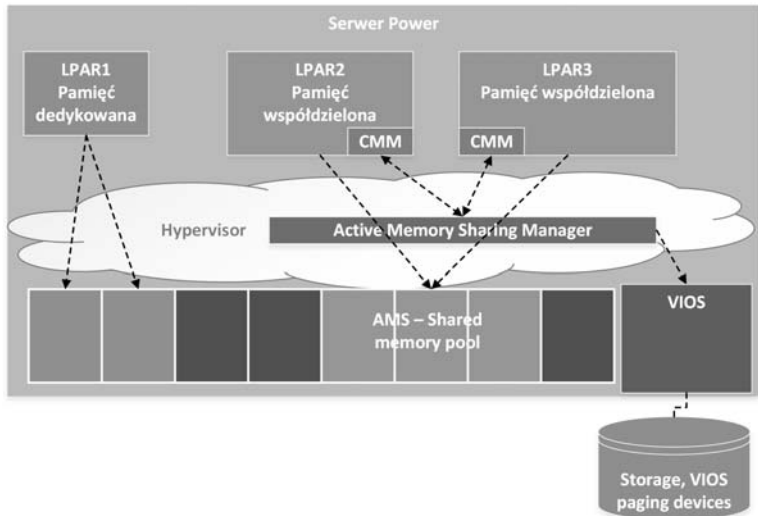 Serwer Power
LPAR1
Pamięć
dedykowana
LPAR2
Pamięć
współdzielona
CMM
LPAR3
Pamięć współdzielona
CMM
Hypervisor
Active Memory Sharing Manager
AMS – Shared
memory pool
VIOS
Storage, VIOS
paging devices